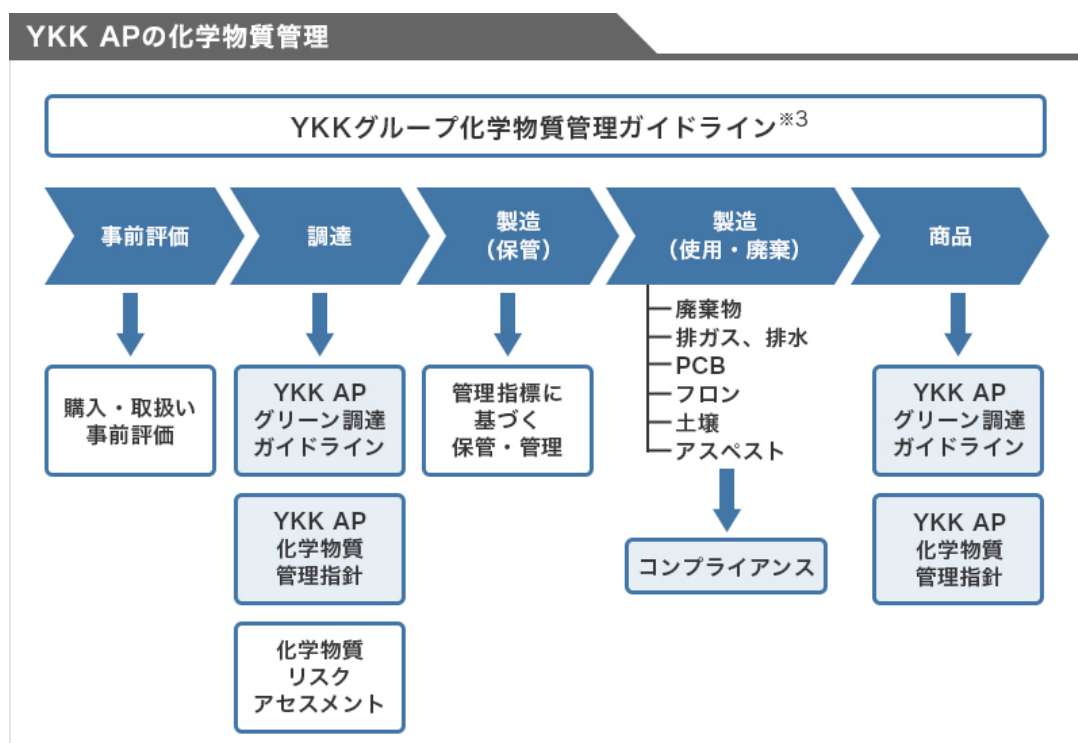 YKK APの化学物質管理
YKKグループ化学物質管理ガイドライン※3
事前評価
調達
製造
（保管）
製造
（使用・廃棄）
商品
購入・取扱い
事前評価
YKK AP
グリーン調達
ガイドライン
YKK AP
化学物質
管理指針
化学物質
リスク
アセスメント
管理指標に
基づく
保管・管理
廃棄物
排ガス、排水
PCB
フロン
土壌
アスペスト
コンプライアンス
YKK AP
グリーン調達
ガイドライン
YKK AP
化学物質
管理指針